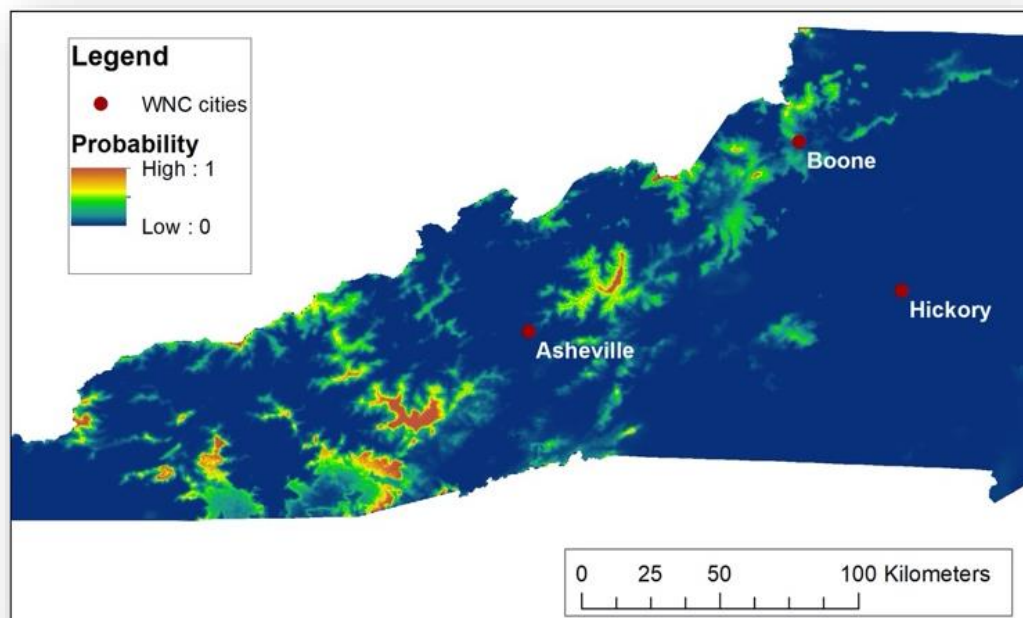 Legend
WNC cities
Probability
High : 1
Low : 0
Boone
Hickory
Asheville
0 25 50 100 Kilometers